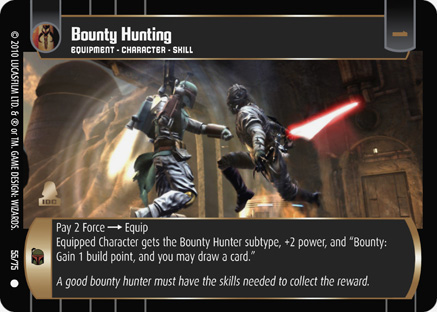 Bounty Hunting
EQUIPMENT - CHARACTER - SKILL
© 2010 LUCASFILM LTD. & ® or TM. GAME DESIGN: WIZARDS.
IDC
Pay 2 Force → Equip
Equipped Character gets the Bounty Hunter subtype, +2 power, and “Bounty:
Gain 1 build point, and you may draw a card.”
55/75
A good bounty hunter must have the skills needed to collect the reward.